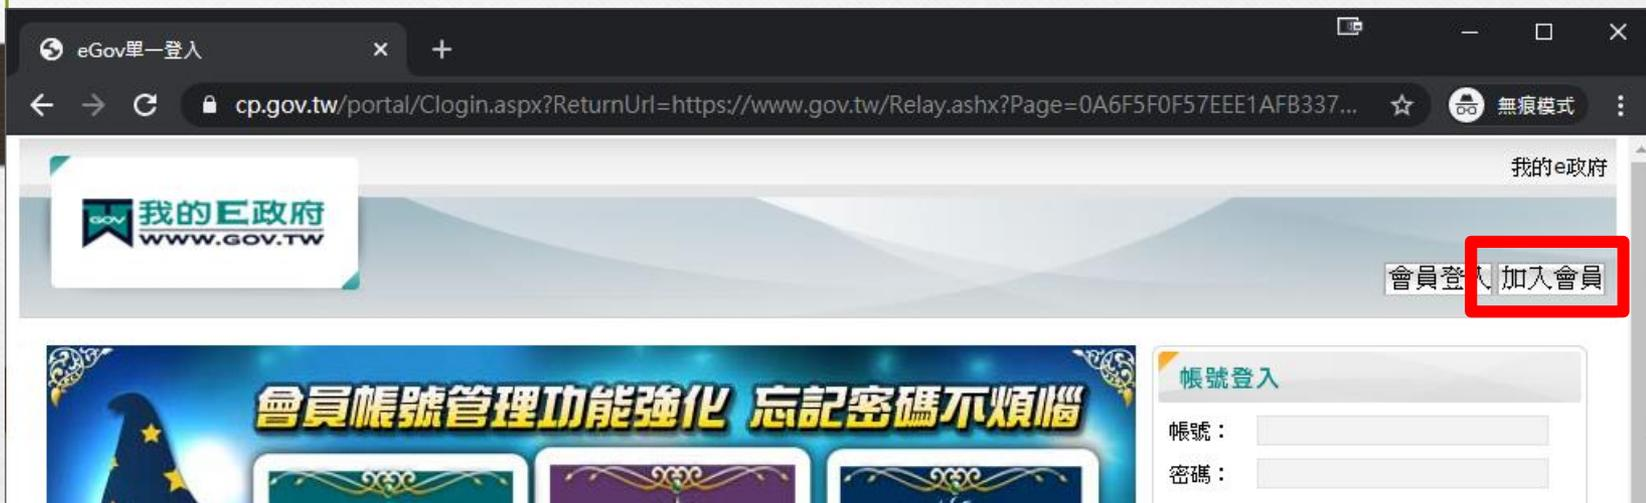 eGov單一登入
cp.gov.tw/portal/Clogin.aspx?ReturnUrl=https://www.gov.tw/Relay.ashx?Page=0A6F5F0F57EEE1AFB337...
無痕模式
我的e政府
GOV 我的E政府
WWW.GOV.TW
會員登入 加入會員
會員帳號管理功能強化 忘記密碼不煩惱
帳號登入
帳號：
密碼：